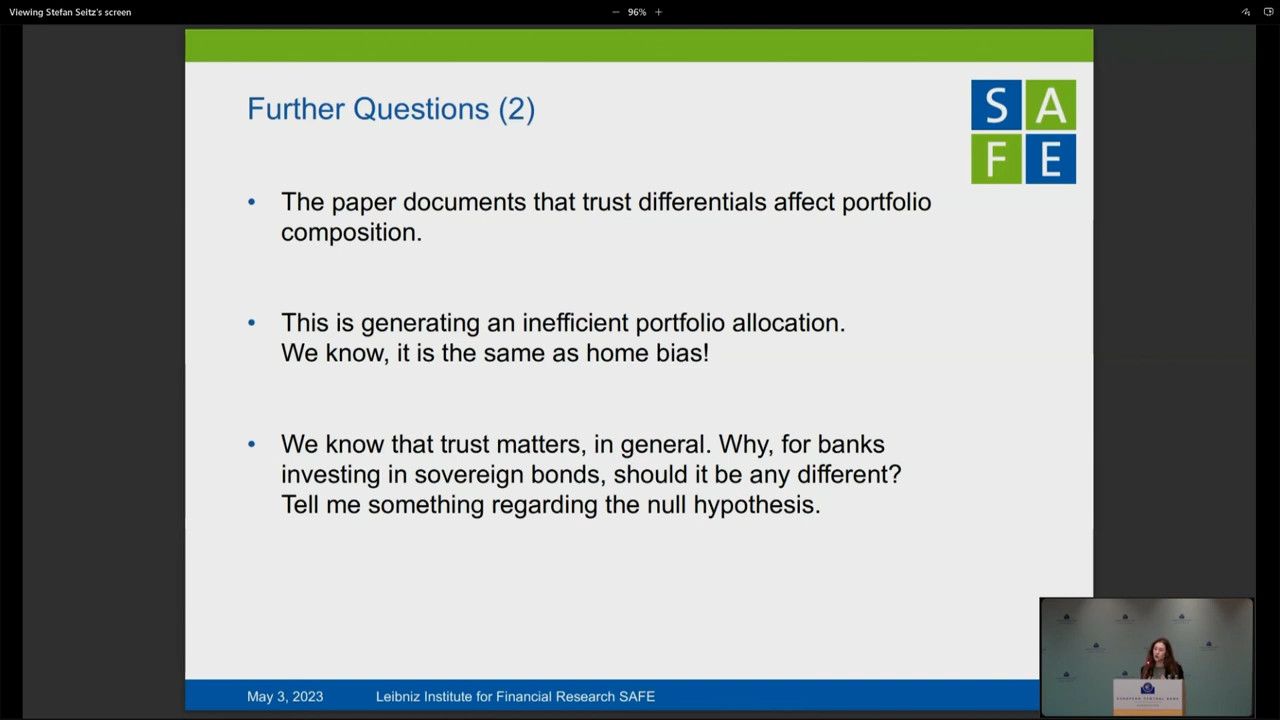 Viewing Stefan Seitz's screen
96%
Further Questions (2)
S A
F E
The paper documents that trust differentials affect portfolio
composition.
This is generating an inefficient portfolio allocation.
We know, it is the same as home bias!
We know that trust matters, in general. Why, for banks
investing in sovereign bonds, should it be any different?
Tell me something regarding the null hypothesis.
May 3, 2023
Leibniz Institute for Financial Research SAFE
EUROPEAN CENTRAL BANK